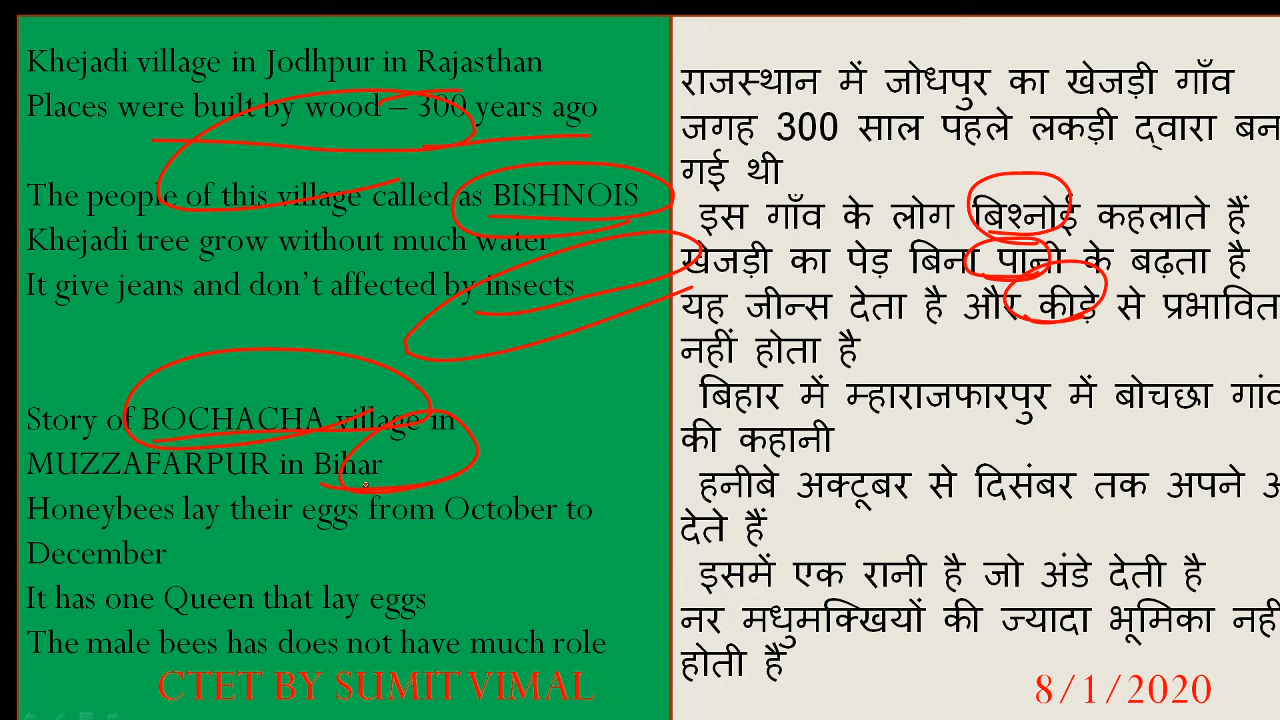 Khejadi village in Jodhpur in Rajasthan
Places were built by wood – 300 years ago
The people of this village called as BISHNOIS
Khejadi tree grow without much water
It give jeans and don't affected by insects
Story of BOCHACHA village in
MUZZAFARPUR in Bihar
Honeybees lay their eggs from October to
December
It has one Queen that lay eggs
The male bees has does not have much role
CTET BY SUMIT VIMAL
राजस्थान में जोधपुर का खेजड़ी गाँव
जगह 300 साल पहले लकड़ी द्वारा बन
गई थी
इस गाँव के लोग बिश्नोई कहलाते हैं
खेजड़ी का पेड़ बिना पानी के बढ़ता है
यह जीन्स देता है और कीड़े से प्रभावित
नहीं होता है
बिहार में म्हाराजफारपुर में बोचछा गांव
की कहानी
हनीबे अक्टूबर से दिसंबर तक अपने अ
देते हैं
इसमें एक रानी है जो अंडे देती है
नर मधुमक्खियों की ज्यादा भूमिका नही
होती है
8/1/2020